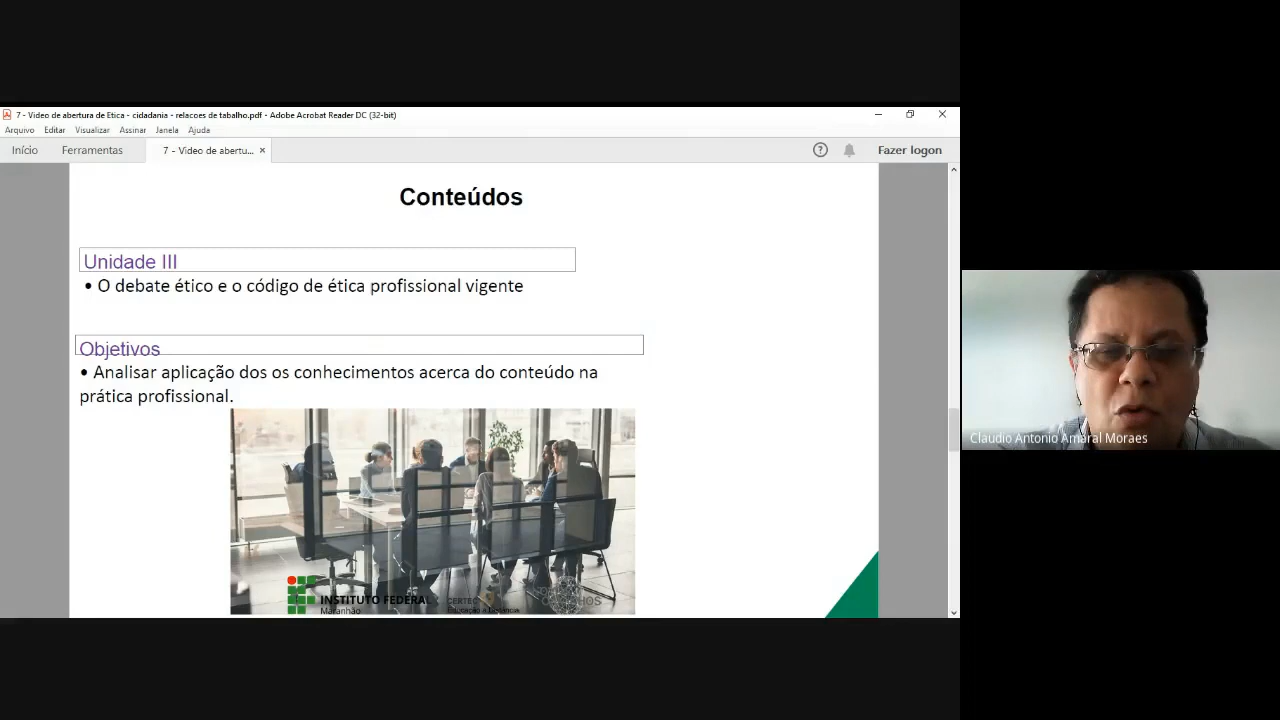 7 - Video de abertura de Etica - cidadania - relacoes de tabalho.pdf - Adobe Acrobat Reader DC (32-bit)
Arquivo Editar Visualizar Assinar Janela Ajuda
Início Ferramentas 7 - Video de abertu... × ? Fazer logon
Conteúdos
Unidade III
• O debate ético e o código de ética profissional vigente
Objetivos
• Analisar aplicação dos os conhecimentos acerca do conteúdo na
prática profissional.
Claudio Antonio Amaral Moraes
INSTITUTO FEDERAL
Maranhão
Educação a Distância